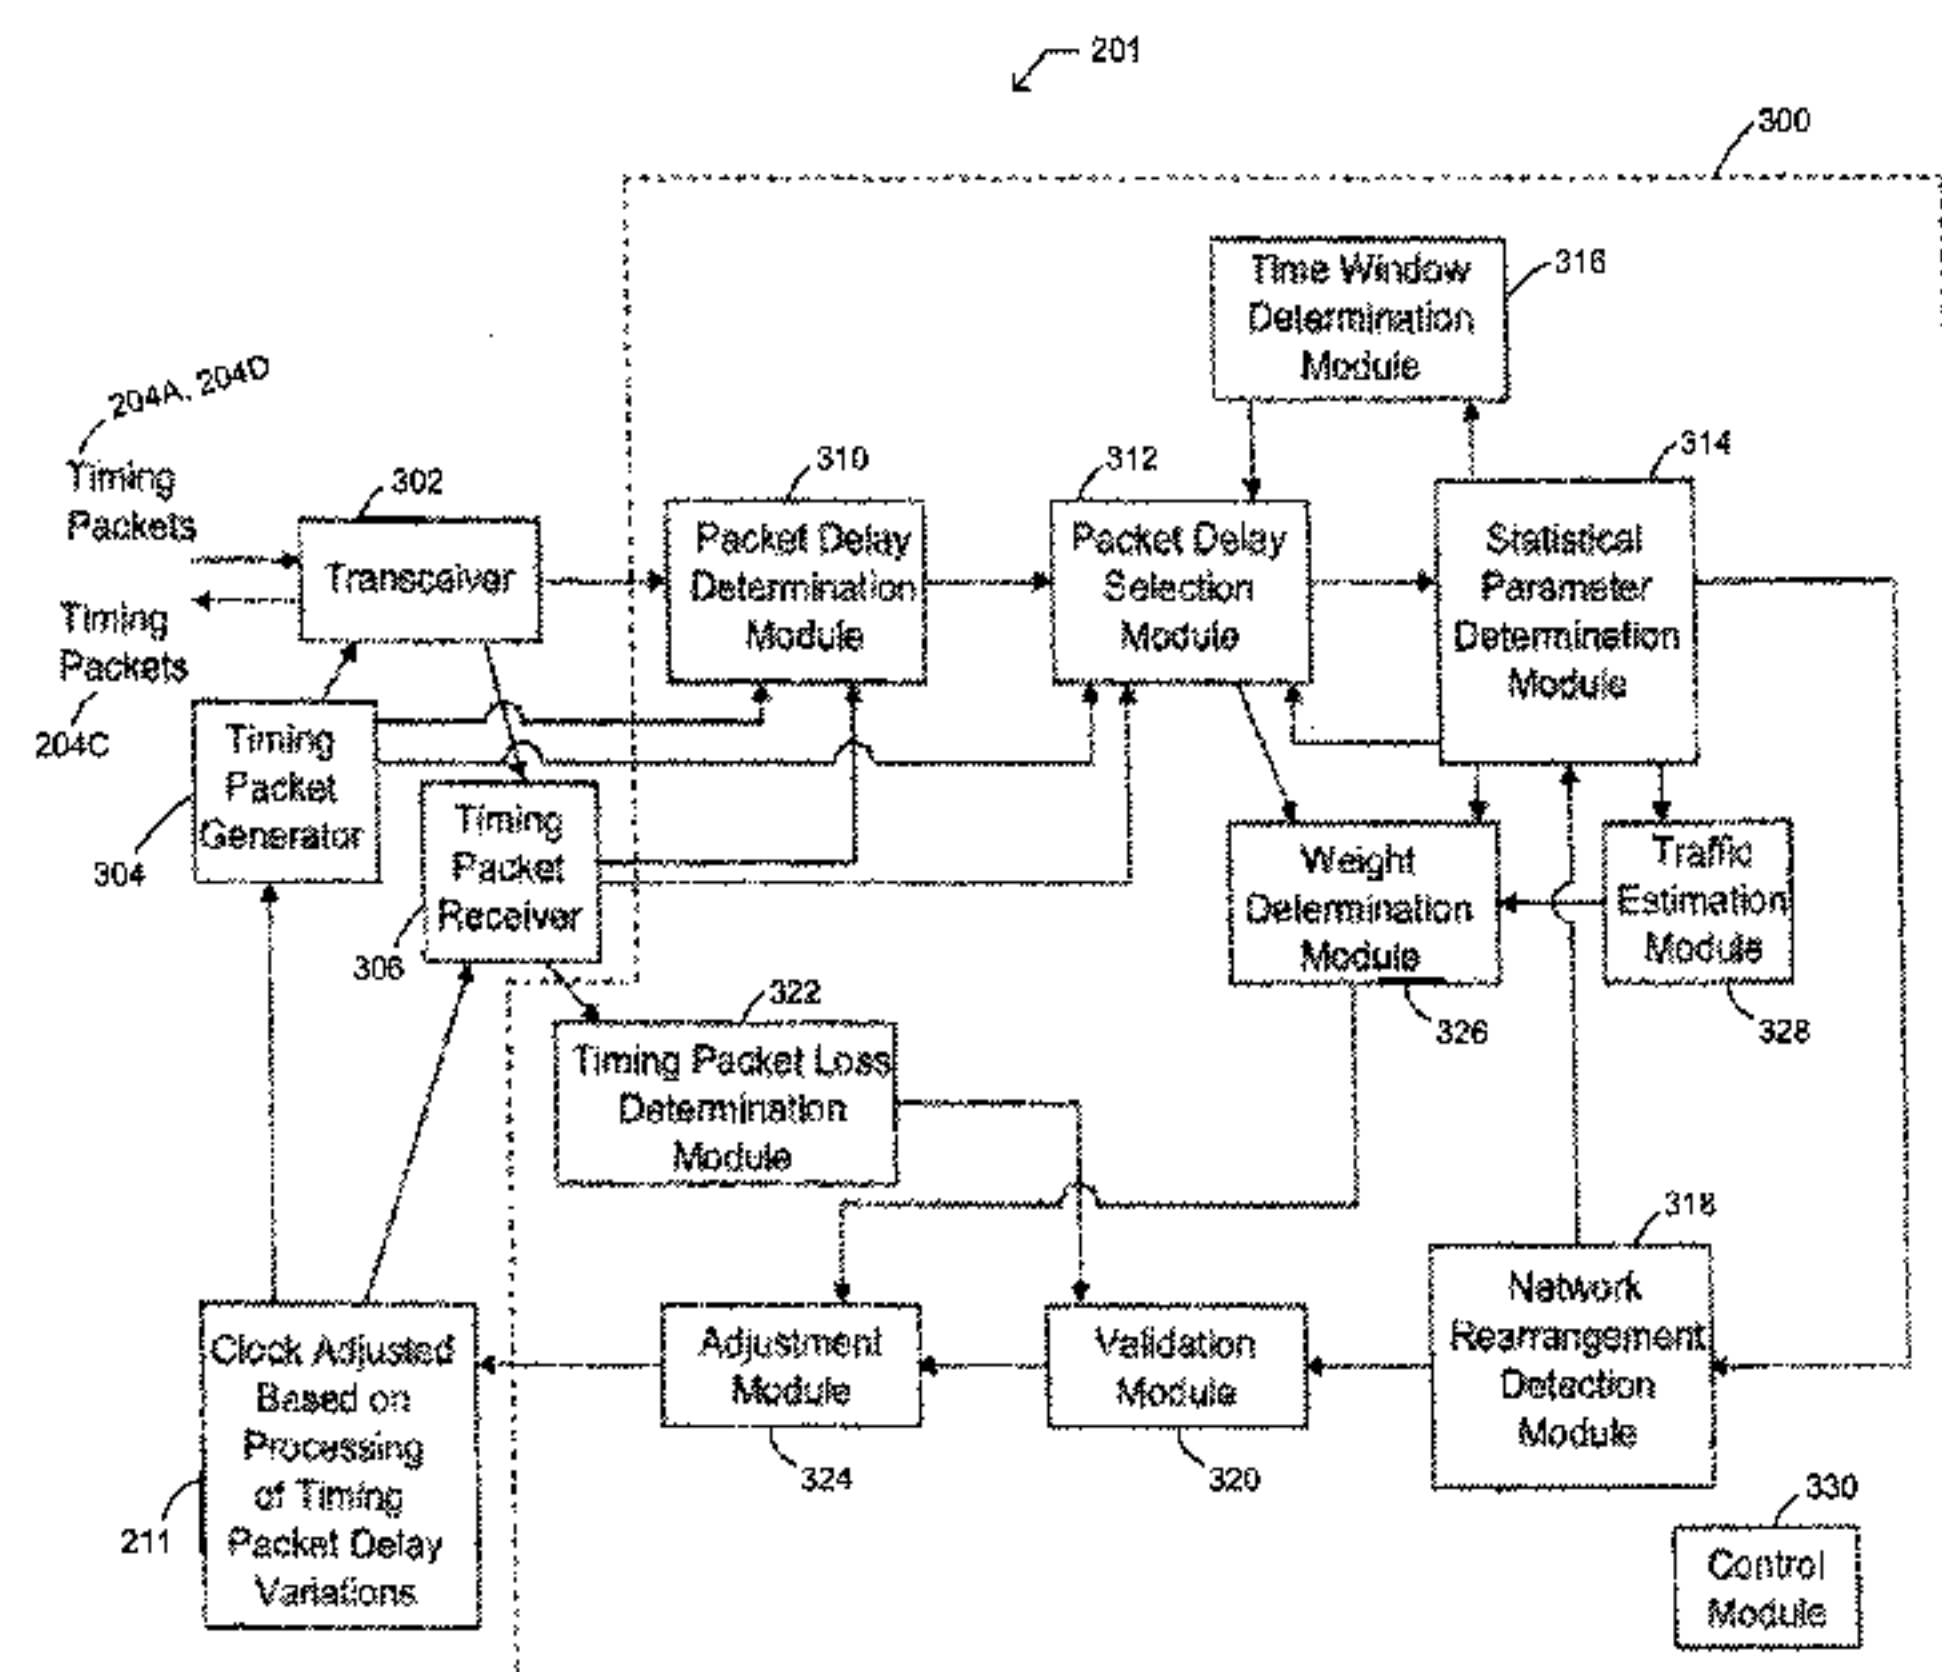 201
300
Time Window
Determination
Module
316
204A, 204D
Timing
Packets
302
Transceiver
Timing
Packets
204C
310
Packet Delay
Determination
Module
312
Packet Delay
Selection
Module
314
Statistical
Parameter
Determination
Module
Timing
Packet
Generator
304
Timing
Packet
Receiver
306
Weight
Determination
Module
326
Traffic
Estimation
Module
328
322
Timing Packet Loss
Determination
Module
318
Network
Rearrangement
Detection
Module
Clock Adjusted
Based on
Processing
of Timing
Packet Delay
Variations
211
Adjustment
Module
324
Validation
Module
320
330
Control
Module